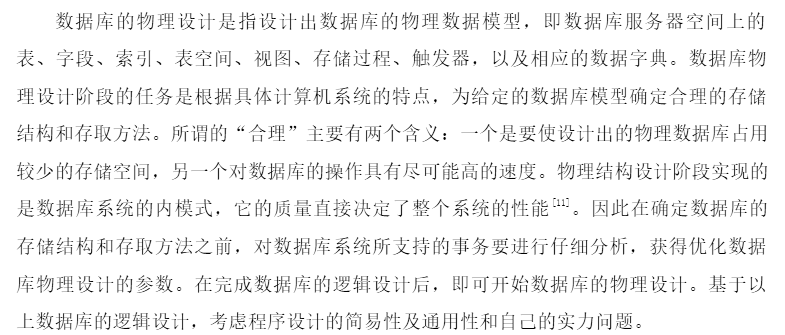 数据库的物理设计是指设计出数据库的物理数据模型，即数据库服务器空间上的
表、字段、索引、表空间、视图、存储过程、触发器，以及相应的数据字典。数据库物
理设计阶段的任务是根据具体计算机系统的特点，为给定的数据库模型确定合理的存储
结构和存取方法。所谓的“合理”主要有两个含义：一个是要使设计出的物理数据库占用
较少的存储空间，另一个对数据库的操作具有尽可能高的速度。物理结构设计阶段实现的
是数据库系统的内模式，它的质量直接决定了整个系统的性能[11]。因此在确定数据库的
存储结构和存取方法之前，对数据库系统所支持的事务要进行仔细分析，获得优化数据
库物理设计的参数。在完成数据库的逻辑设计后，即可开始数据库的物理设计。基于以
上数据库的逻辑设计，考虑程序设计的简易性及通用性和自己的实力问题。